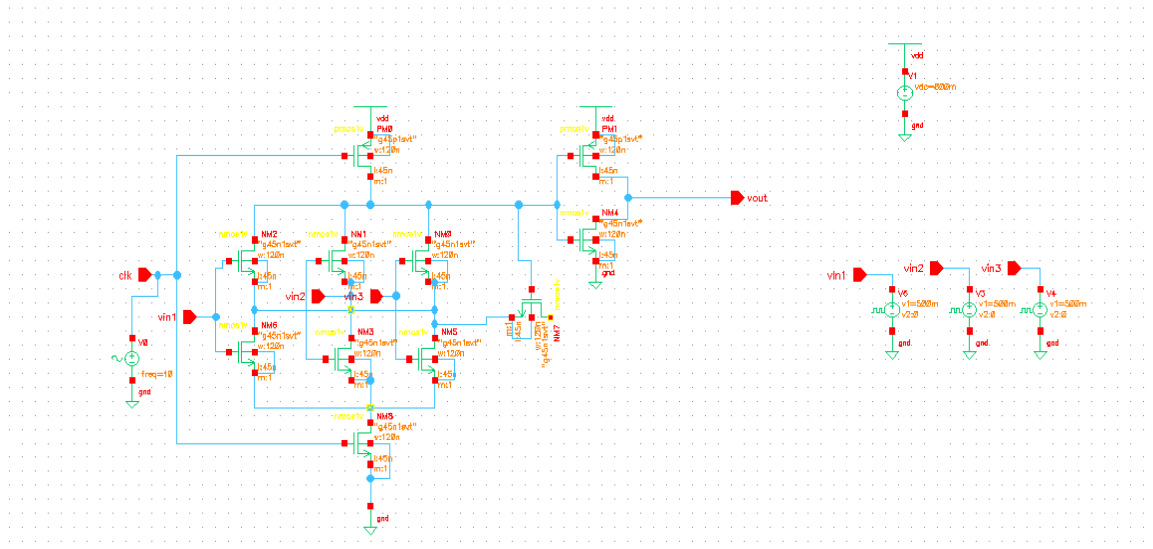 vdd
V1
vdc=800m
gnd
vdd
PM0
"g45p1svt"
w:120n
l:45n
m:1
vdd
PM1
"g45p1svt"
w:120n
l:45n
m:1
vout
NM2
"g45n1svt"
w:120n
l:45n
m:1
NM1
"g45n1svt"
w:120n
l:45n
m:1
NM0
"g45n1svt"
w:120n
l:45n
m:1
NM4
"g45n1svt"
w:120n
l:45n
m:1
gnd
clk
vin2
vin3
vin1
NM6
"g45n1svt"
w:120n
l:45n
m:1
NM3
"g45n1svt"
w:120n
l:45n
m:1
NM5
"g45n1svt"
w:120n
l:45n
m:1
NM7
"g45n1svt"
w:120n
l:45n
m:1
V0
gnd
NM8
"g45n1svt"
w:120n
l:45n
m:1
gnd
vin1
vin2
vin3
v1=500m
v2:0
gnd
V3
v1=500m
v2:0
gnd
V4
v1=500m
v2:0
gnd